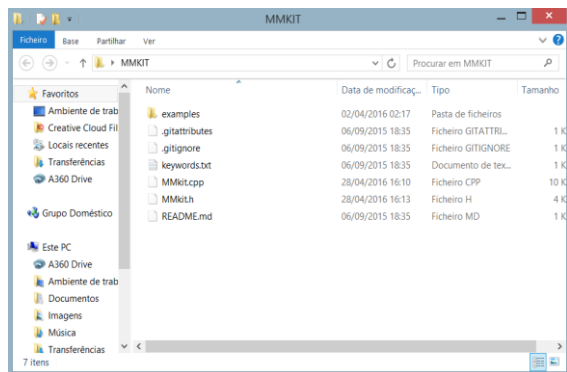 MMKIT
Ficheiro Base Partilhar Ver
MMKIT
Procurar em MMKIT
Favoritos
Ambiente de trab
Creative Cloud Fil
Locais recentes
Transferências
A360 Drive
Grupo Doméstico
Este PC
A360 Drive
Ambiente de trab
Documentos
Imagens
Música
Transferências
Nome Data de modificaç... Tipo Tamanho
examples 02/04/2016 02:17 Pasta de ficheiros
.gitattributes 06/09/2015 18:35 Ficheiro GITATTRI... 1 K
.gitignore 06/09/2015 18:35 Ficheiro GITIGNORE 1 K
keywords.txt 06/09/2015 18:35 Documento de tex... 1 K
MMkit.cpp 28/04/2016 16:10 Ficheiro CPP 10 K
MMkit.h 28/04/2016 16:13 Ficheiro H 4 K
README.md 06/09/2015 18:35 Ficheiro MD 1 K
7 itens